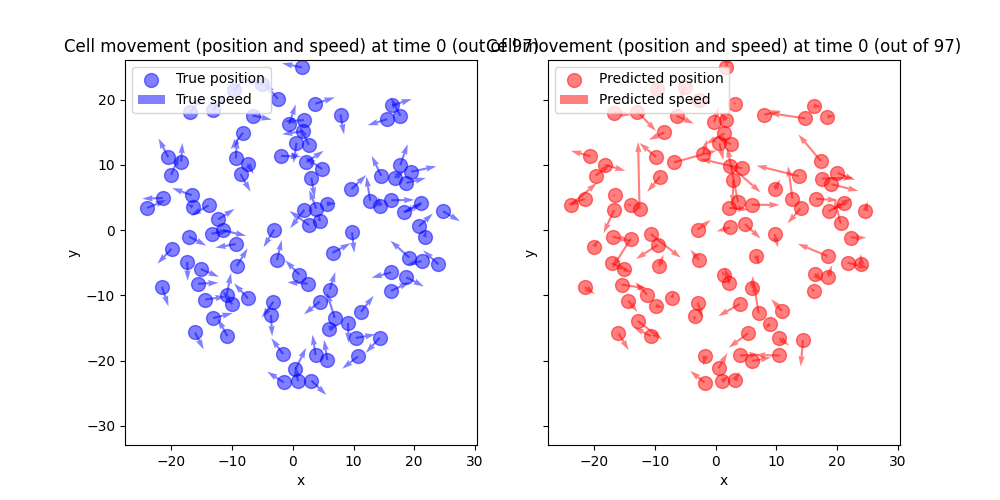 Cell movement (position and speed) at time 0 (out of 97)
Cell movement (position and speed) at time 0 (out of 97)
True position
True speed
Predicted position
Predicted speed
20
10
0
−10
−20
−30
y
y
−20
−10
0
10
20
30
−20
−10
0
10
20
30
x
x